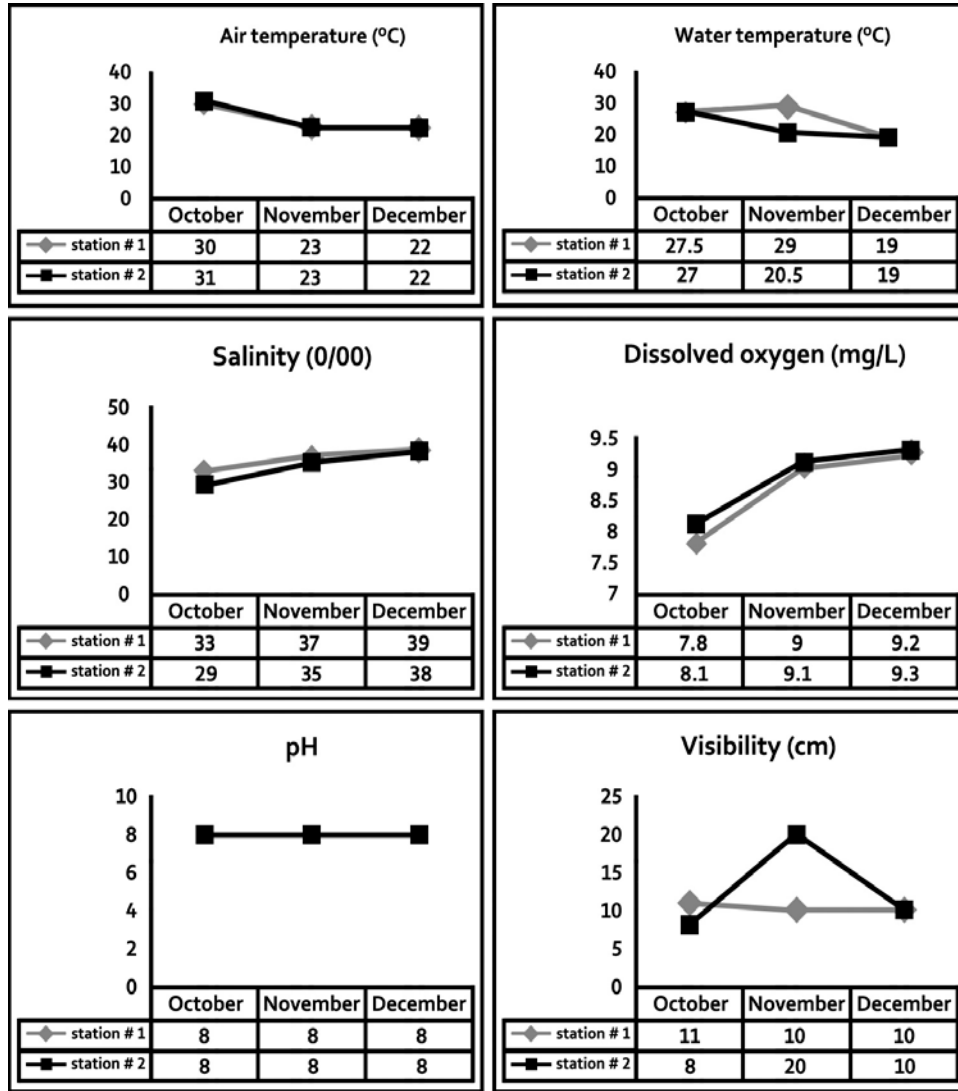 Air temperature (⁰C)
40
30
20
10
0
October November December
station # 1 30 23 22
station # 2 31 23 22
Water temperature (⁰C)
40
30
20
10
0
October November December
station # 1 27.5 29 19
station # 2 27 20.5 19
Salinity (0/00)
50
40
30
20
10
0
October November December
station # 1 33 37 39
station # 2 29 35 38
Dissolved oxygen (mg/L)
9.5
9
8.5
8
7.5
7
October November December
station # 1 7.8 9 9.2
station # 2 8.1 9.1 9.3
pH
10
8
6
4
2
0
October November December
station # 1 8 8 8
station # 2 8 8 8
Visibility (cm)
25
20
15
10
5
0
October November December
station # 1 11 10 10
station # 2 8 20 10